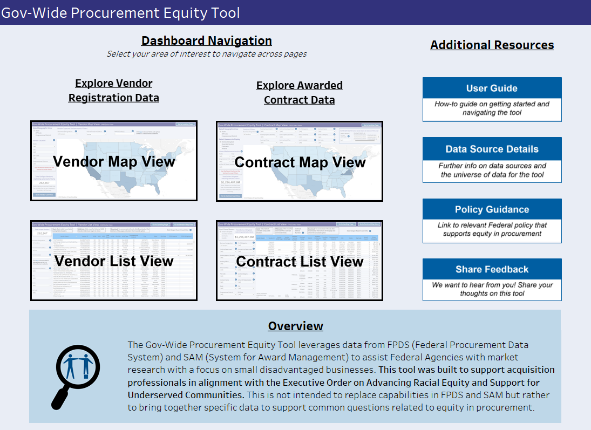 Gov-Wide Procurement Equity Tool
Dashboard Navigation
Select your area of interest to navigate across pages
Explore Vendor
Registration Data
Explore Awarded
Contract Data
Vendor Map View
Contract Map View
Vendor List View
Contract List View
Additional Resources
User Guide
How-to guide on getting started and
navigating the tool
Data Source Details
Further info on data sources and
the universe of data for the tool
Policy Guidance
Link to relevant Federal policy that
supports equity in procurement
Share Feedback
We want to hear from you! Share your
thoughts on this tool
Overview
The Gov-Wide Procurement Equity Tool leverages data from FPDS (Federal Procurement Data
System) and SAM (System for Award Management) to assist Federal Agencies with market
research with a focus on small disadvantaged businesses. This tool was built to support acquisition
professionals in alignment with the Executive Order on Advancing Racial Equity and Support for
Underserved Communities. This is not intended to replace capabilities in FPDS and SAM but rather
to bring together specific data to support common questions related to equity in procurement.